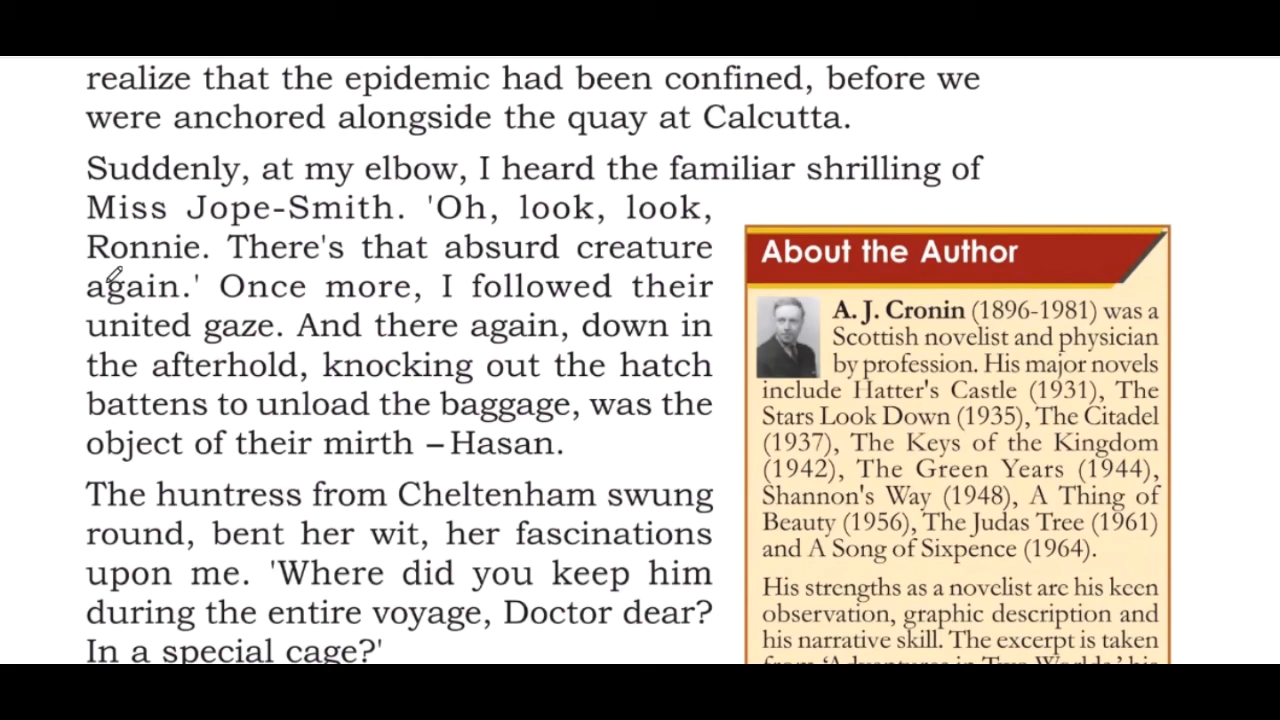 realize that the epidemic had been confined, before we
were anchored alongside the quay at Calcutta.
Suddenly, at my elbow, I heard the familiar shrilling of
Miss Jope-Smith. 'Oh, look, look,
Ronnie. There's that absurd creature
again.' Once more, I followed their
united gaze. And there again, down in
the afterhold, knocking out the hatch
battens to unload the baggage, was the
object of their mirth – Hasan.
The huntress from Cheltenham swung
round, bent her wit, her fascinations
upon me. 'Where did you keep him
during the entire voyage, Doctor dear?
In a special cage?'
About the Author
A. J. Cronin (1896-1981) was a
Scottish novelist and physician
by profession. His major novels
include Hatter's Castle (1931), The
Stars Look Down (1935), The Citadel
(1937), The Keys of the Kingdom
(1942), The Green Years (1944),
Shannon's Way (1948), A Thing of
Beauty (1956), The Judas Tree (1961)
and A Song of Sixpence (1964).
His strengths as a novelist are his keen
observation, graphic description and
his narrative skill. The excerpt is taken
from 'Adventures in Two Worlds,' his